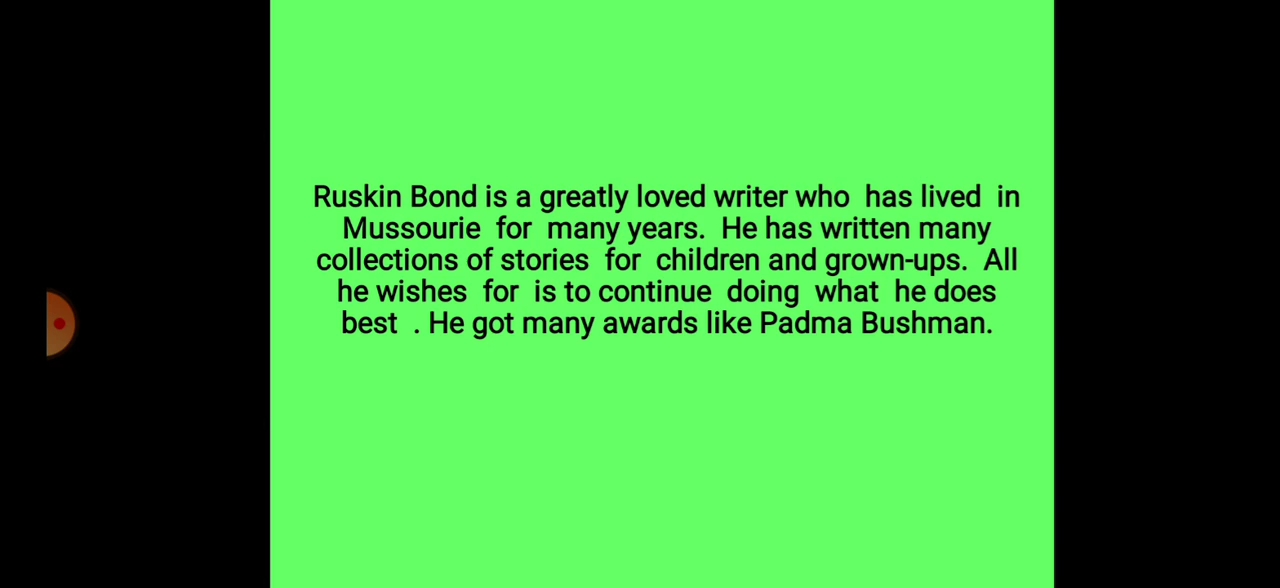 Ruskin Bond is a greatly loved writer who  has lived  in
Mussourie  for  many years.  He has written many
collections of stories  for  children and grown-ups.  All
he wishes  for  is to continue  doing  what  he does
best  . He got many awards like Padma Bushman.